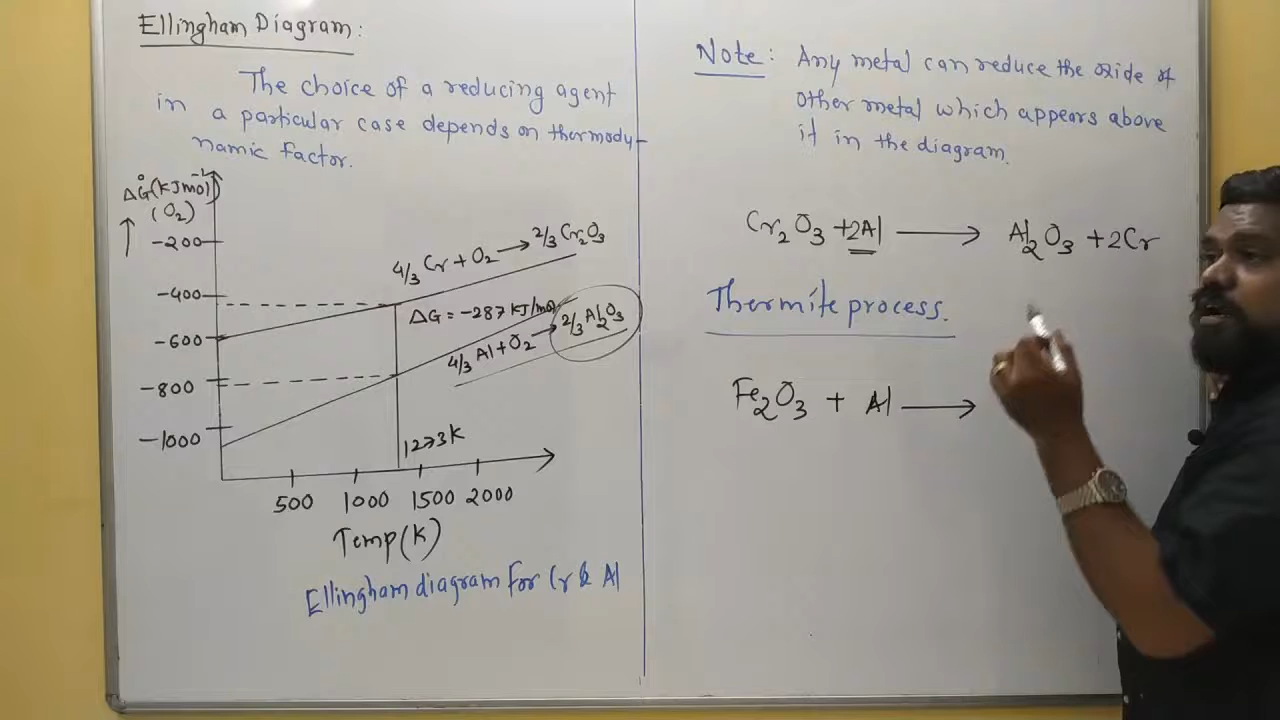 Ellingham Diagram:
The choice of a reducing agent
in a particular case depends on thermody-
namic factor.
ΔG° (KJmol⁻¹)
(O₂)
-200
-400
-600
-800
-1000
4/3 Cr + O₂ → 2/3 Cr₂O₃
ΔG = -287 KJ/mol
4/3 Al + O₂ → 2/3 Al₂O₃
1273K
500 1000 1500 2000
Temp(K)
Ellingham diagram for Cr & Al
Note: Any metal can reduce the oxide of
other metal which appears above
it in the diagram.
Cr₂O₃ + 2Al → Al₂O₃ + 2Cr
Thermite process.
Fe₂O₃ + Al →